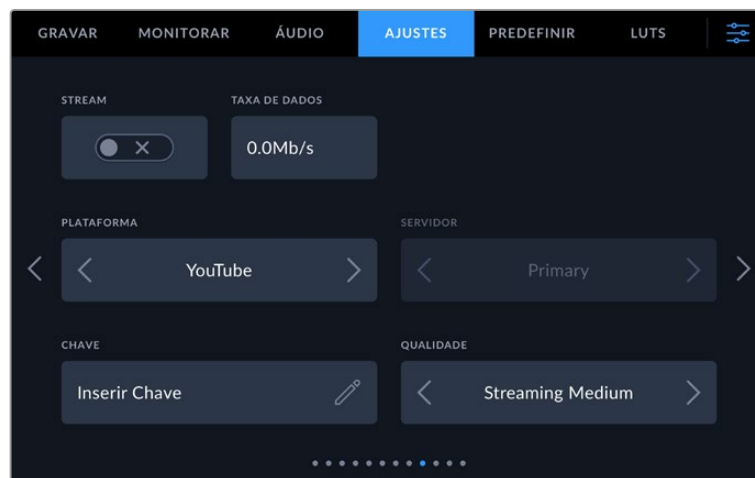 GRAVAR MONITORAR ÁUDIO AJUSTES PREDEFINIR LUTS
STREAM TAXA DE DADOS
0.0Mb/s
PLATAFORMA SERVIDOR
YouTube Primary
CHAVE QUALIDADE
Inserir Chave Streaming Medium